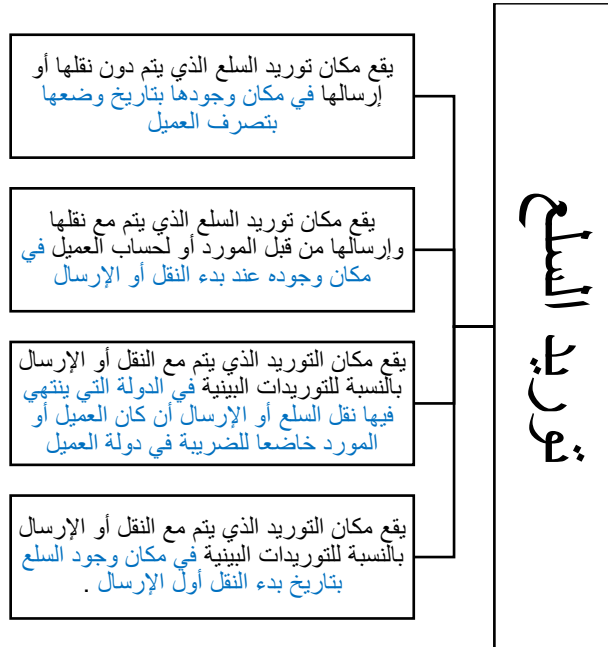 توريد السلع
يقع مكان توريد السلع الذي يتم دون نقلها أو
إرسالها في مكان وجودها بتاريخ وضعها
بتصرف العميل
يقع مكان توريد السلع الذي يتم مع نقلها
وإرسالها من قبل المورد أو لحساب العميل في
مكان وجوده عند بدء النقل أو الإرسال
يقع مكان التوريد الذي يتم مع النقل أو الإرسال
بالنسبة للتوريدات البينية في الدولة التي ينتهي
فيها نقل السلع أو الإرسال أن كان العميل أو
المورد خاضعا للضريبة في دولة العميل
يقع مكان التوريد الذي يتم مع النقل أو الإرسال
بالنسبة للتوريدات البينية في مكان وجود السلع
بتاريخ بدء النقل أول الإرسال .